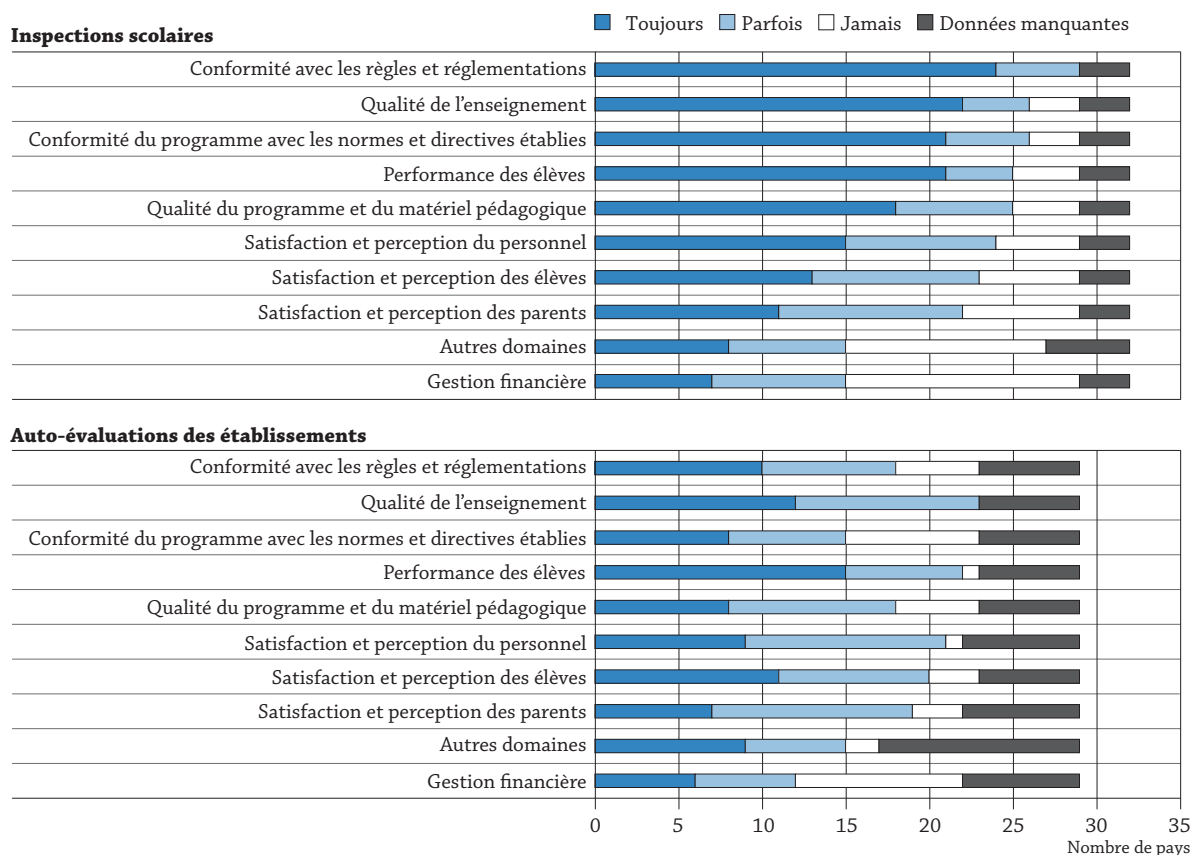 Toujours Parfois Jamais Données manquantes
Inspections scolaires
Conformité avec les règles et réglementations
Qualité de l'enseignement
Conformité du programme avec les normes et directives établies
Performance des élèves
Qualité du programme et du matériel pédagogique
Satisfaction et perception du personnel
Satisfaction et perception des élèves
Satisfaction et perception des parents
Autres domaines
Gestion financière
Auto-évaluations des établissements
Conformité avec les règles et réglementations
Qualité de l'enseignement
Conformité du programme avec les normes et directives établies
Performance des élèves
Qualité du programme et du matériel pédagogique
Satisfaction et perception du personnel
Satisfaction et perception des élèves
Satisfaction et perception des parents
Autres domaines
Gestion financière
0 5 10 15 20 25 30 35
Nombre de pays